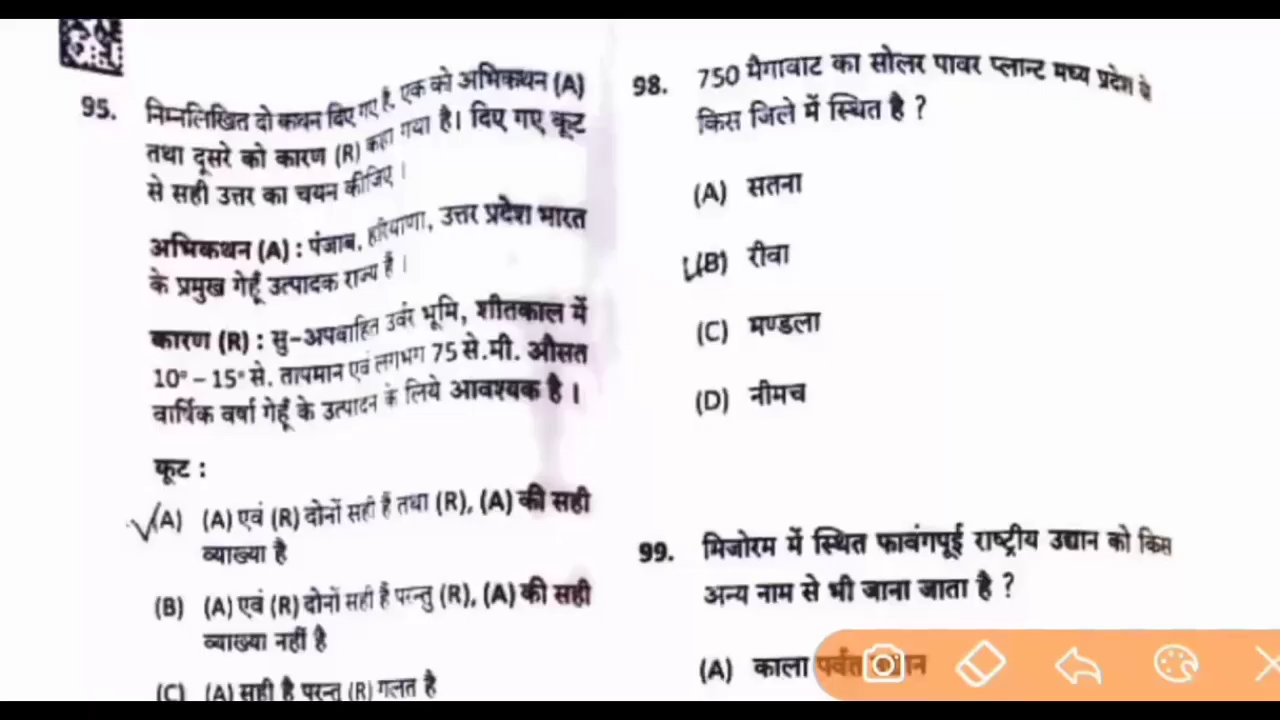 95. निम्नलिखित दो कथन दिए गए है, एक को अभिकथन (A)
तथा दूसरे को कारण (R) कहा गया है। दिए गए कूट
से सही उत्तर का चयन कीजिए ।
अभिकथन (A) : पंजाब, हरियाणा, उत्तर प्रदेश भारत
के प्रमुख गेहूँ उत्पादक राज्य हैं ।
कारण (R) : सु-अपवाहित उर्वर भूमि, शीतकाल में
10° – 15° से. तापमान एवं लगभग 75 से.मी. औसत
वार्षिक वर्षा गेहूँ के उत्पादन के लिये आवश्यक है ।
कूट :
(A) (A) एवं (R) दोनों सही हैं तथा (R), (A) की सही
व्याख्या है
(B) (A) एवं (R) दोनों सही हैं परन्तु (R), (A) की सही
व्याख्या नहीं है
(C) (A) सही है परन्तु (R) गलत है
98. 750 मैगावाट का सोलर पावर प्लान्ट मध्य प्रदेश के
किस जिले में स्थित है ?
(A) सतना
(B) रीवा
(C) मण्डला
(D) नीमच
99. मिजोरम में स्थित फावंगपूई राष्ट्रीय उद्यान को किस
अन्य नाम से भी जाना जाता है ?
(A) काला पर्वत